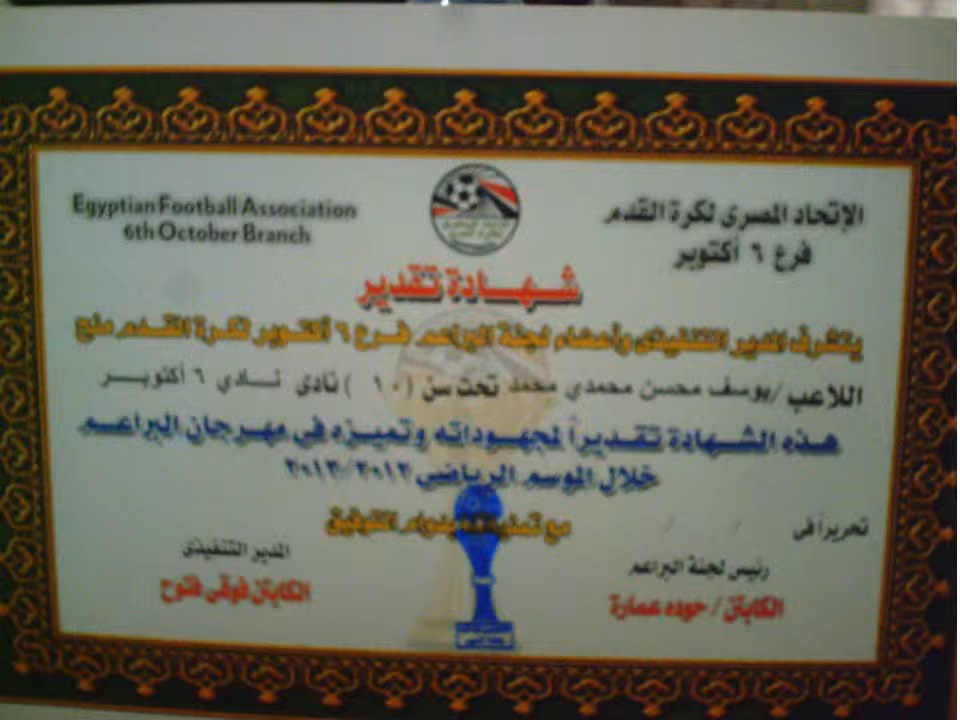 الإتحاد المصرى لكرة القدم
فرع ٦ أكتوبر
Egyptian Football Association
6th October Branch
شهادة تقدير
يتشرف المدير التنفيذى وأعضاء لجنة البراعم فرع ٦ أكتوبر لكرة القدم منح
اللاعب / يوسف محسن محمدي محمد تحت سن ( ١٠ ) نادى نادي ٦ أكتوبر
هذه الشهادة تقديراً لمجهوداته وتميزه فى مهرجان البراعم
خلال الموسم الرياضي ٢٠١٣/٢٠١٢
مع تمنياتنا بدوام التوفيق
تحريراً فى / /
رئيس لجنة البراعم
الكابتن / حوده عمارة
المدير التنفيذى
الكابتن فوقى فتوح